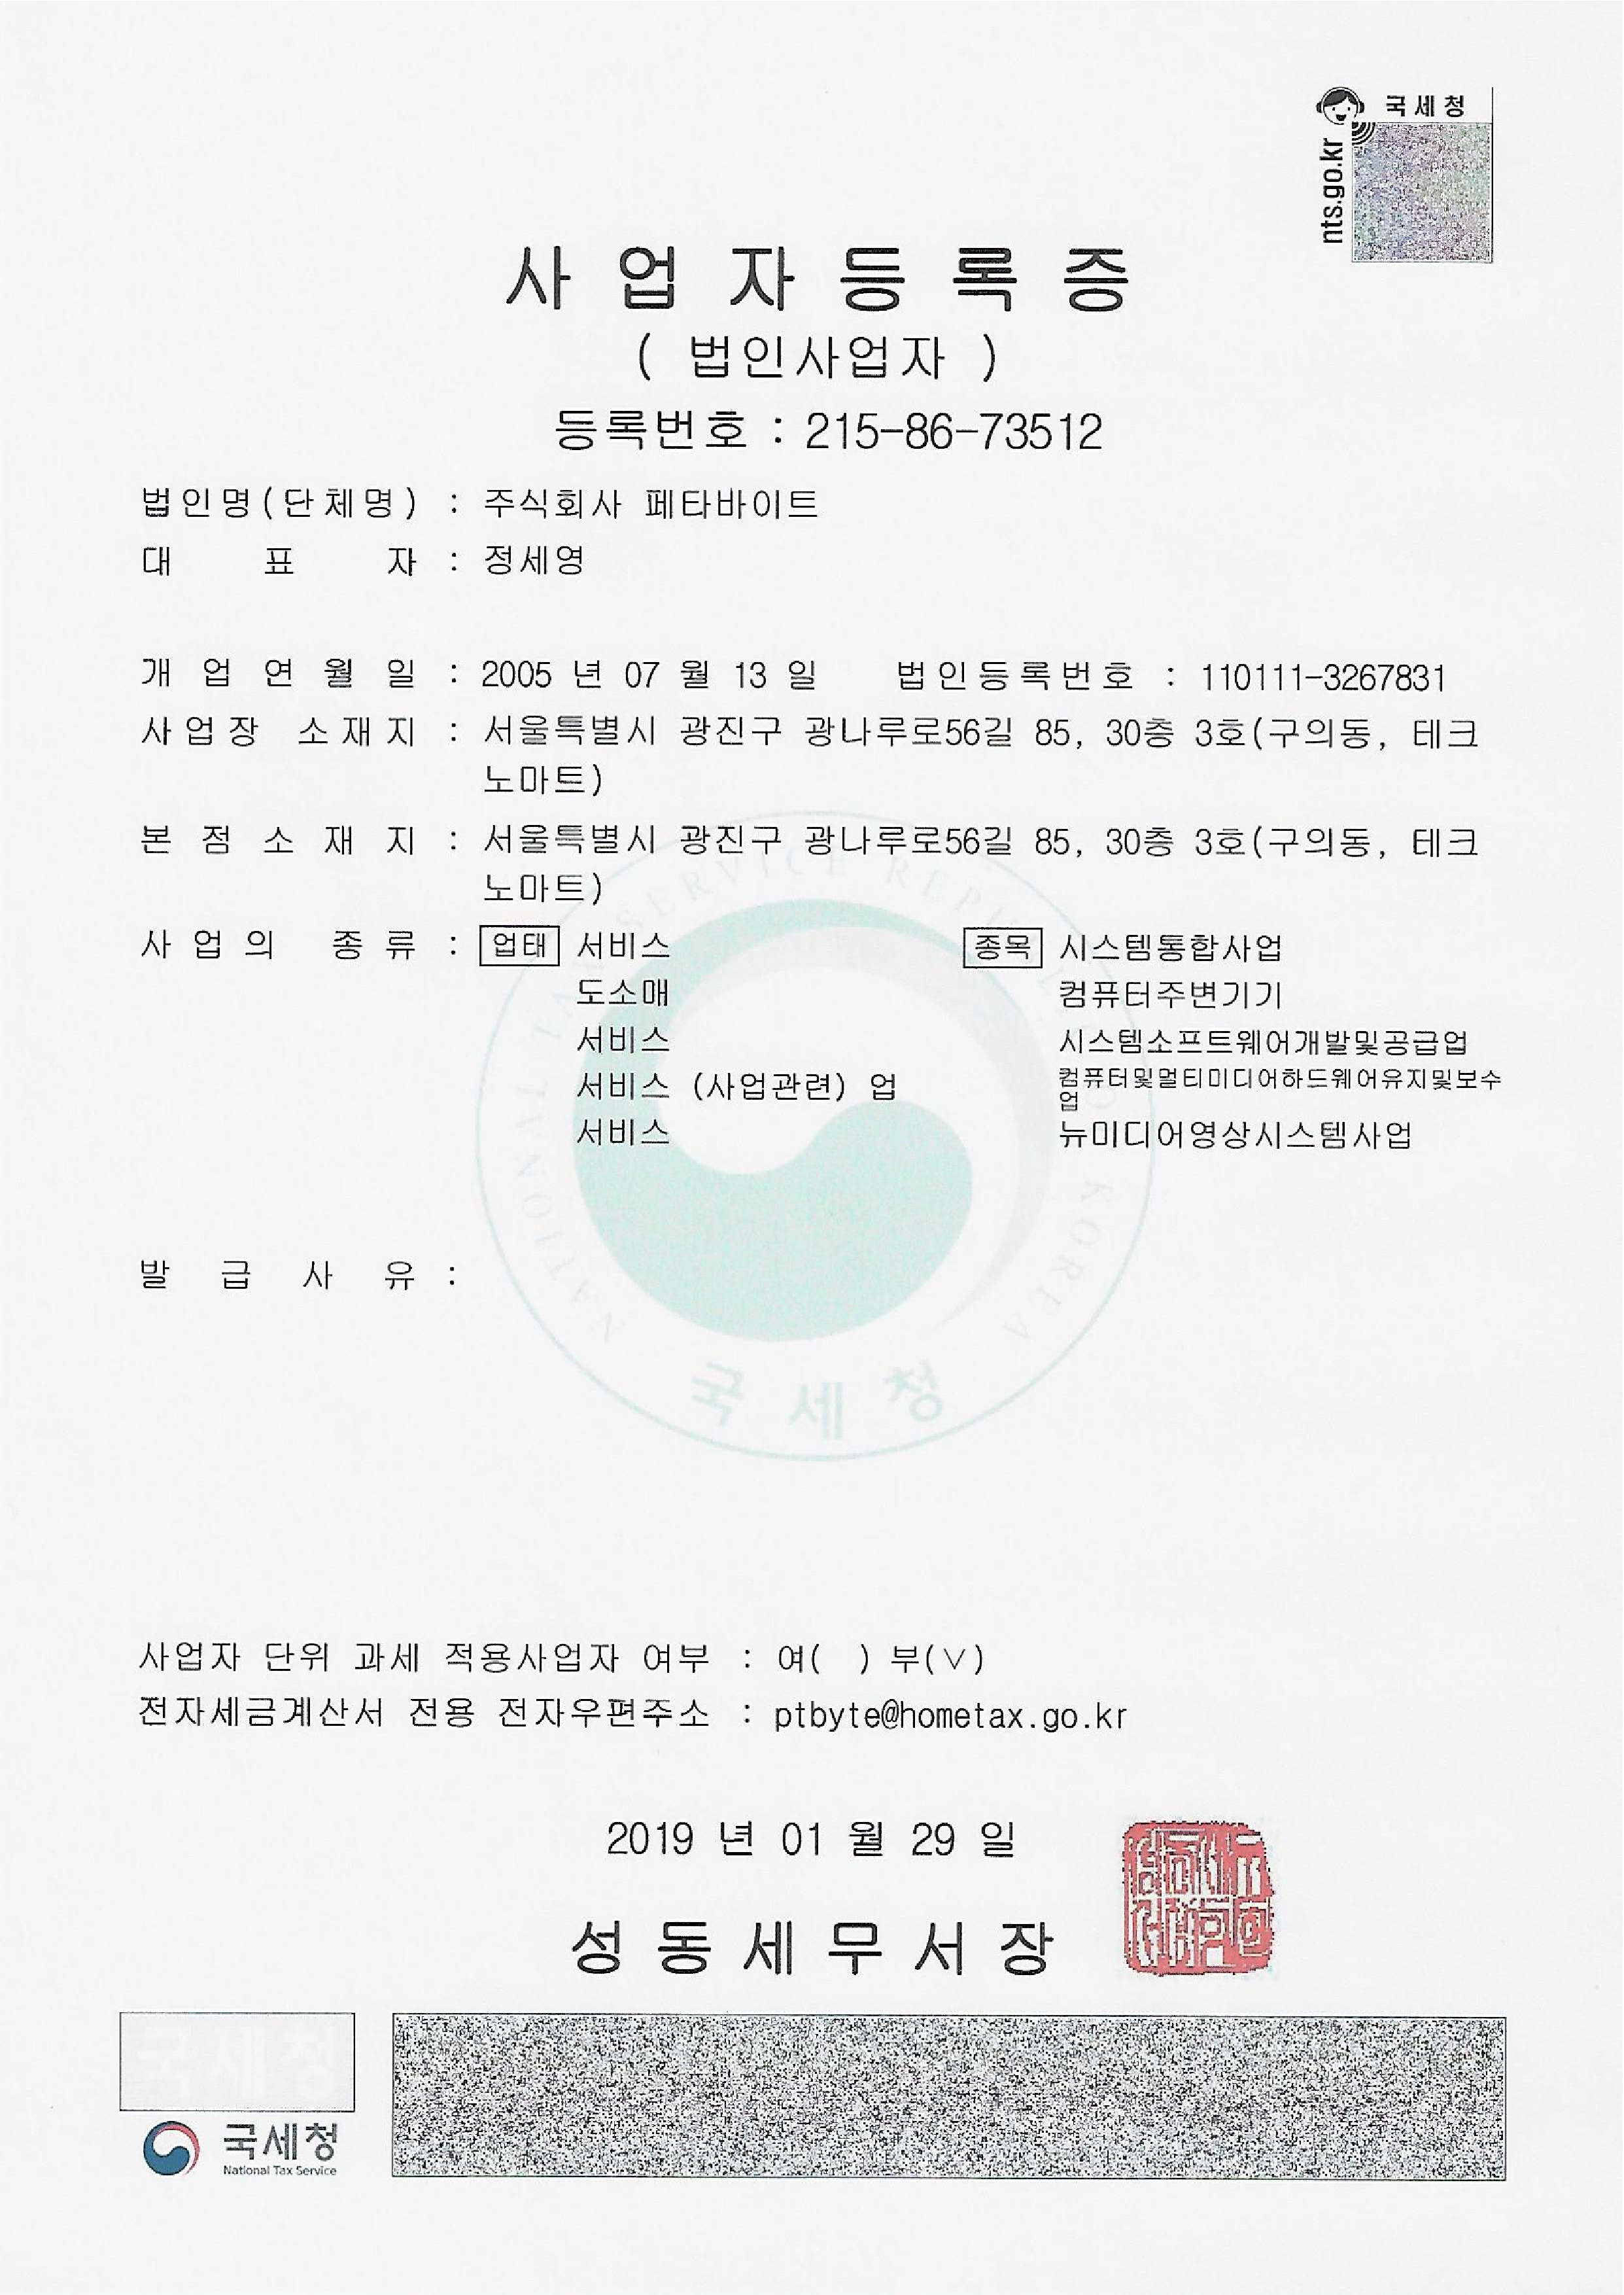 국세청
nts.go.kr
사업자등록증
( 법인사업자 )
등록번호 : 215-86-73512
법인명(단체명) : 주식회사 페타바이트
대 표 자 : 정세영
개 업 연 월 일 : 2005 년 07 월 13 일 법인등록번호 : 110111-3267831
사업장 소재지 : 서울특별시 광진구 광나루로56길 85, 30층 3호(구의동, 테크
노마트)
본 점 소 재 지 : 서울특별시 광진구 광나루로56길 85, 30층 3호(구의동, 테크
노마트)
사 업 의 종 류 : 업태 서비스 종목 시스템통합사업
도소매 컴퓨터주변기기
서비스 시스템소프트웨어개발및공급업
서비스 (사업관련) 업 컴퓨터및멀티미디어하드웨어유지및보수
업
서비스 뉴미디어영상시스템사업
발 급 사 유 :
NATIONAL TAX SERVICE REPUBLIC OF KOREA
국세청
사업자 단위 과세 적용사업자 여부 : 여( ) 부(∨)
전자세금계산서 전용 전자우편주소 : ptbyte@hometax.go.kr
2019 년 01 월 29 일
성동세무서장
국세청
국세청
National Tax Service